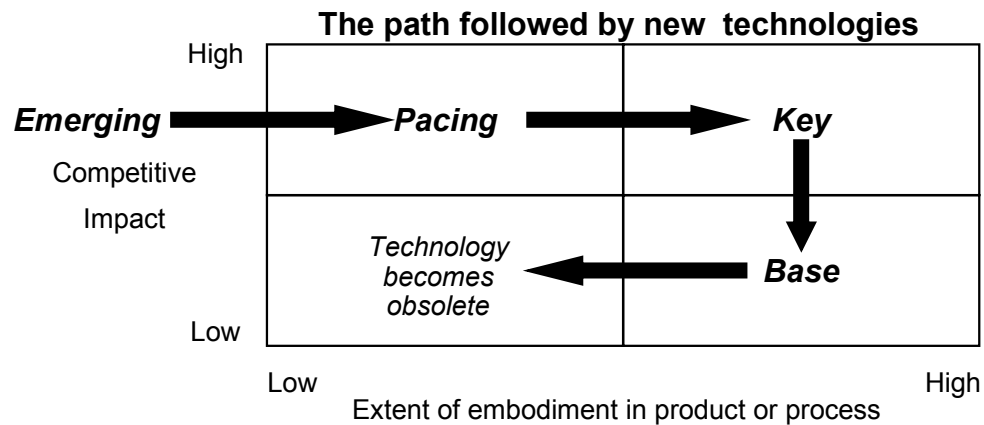 The path followed by new technologies
High
Emerging
Pacing
Key
Competitive
Impact
Technology
becomes
obsolete
Base
Low
Low
High
Extent of embodiment in product or process